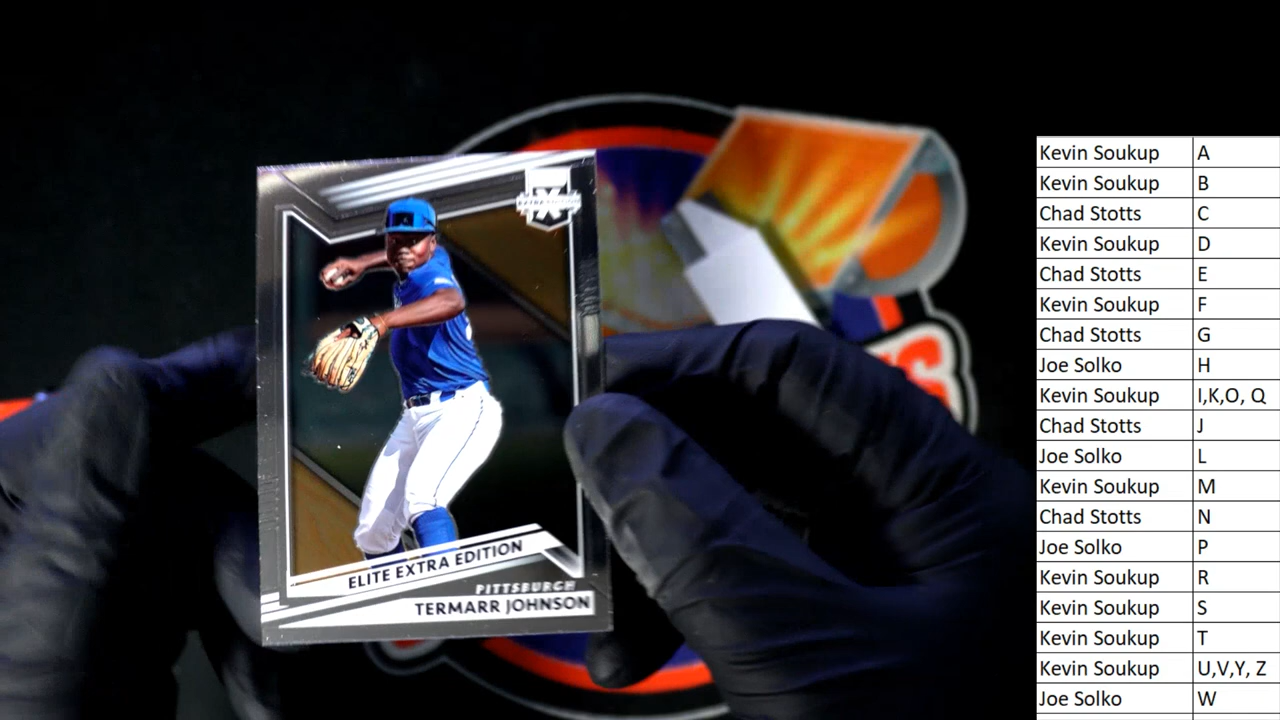 X
EXTRA EDITION
ELITE EXTRA EDITION
PITTSBURGH
TERMARR JOHNSON
Kevin Soukup A
Kevin Soukup B
Chad Stotts C
Kevin Soukup D
Chad Stotts E
Kevin Soukup F
Chad Stotts G
Joe Solko H
Kevin Soukup I,K,O, Q
Chad Stotts J
Joe Solko L
Kevin Soukup M
Chad Stotts N
Joe Solko P
Kevin Soukup R
Kevin Soukup S
Kevin Soukup T
Kevin Soukup U,V,Y, Z
Joe Solko W